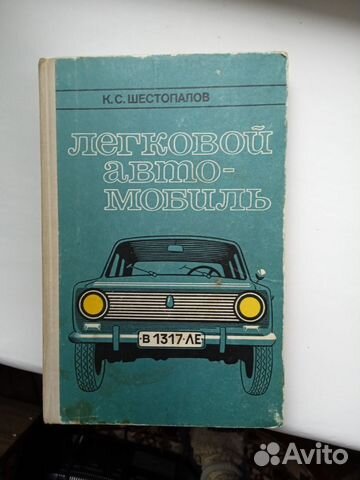 К. С. ШЕСТОПАЛОВ
ЛЕГКОВОЙ
АВТО-
МОБИЛЬ
В 1317·ЛЕ
Avito